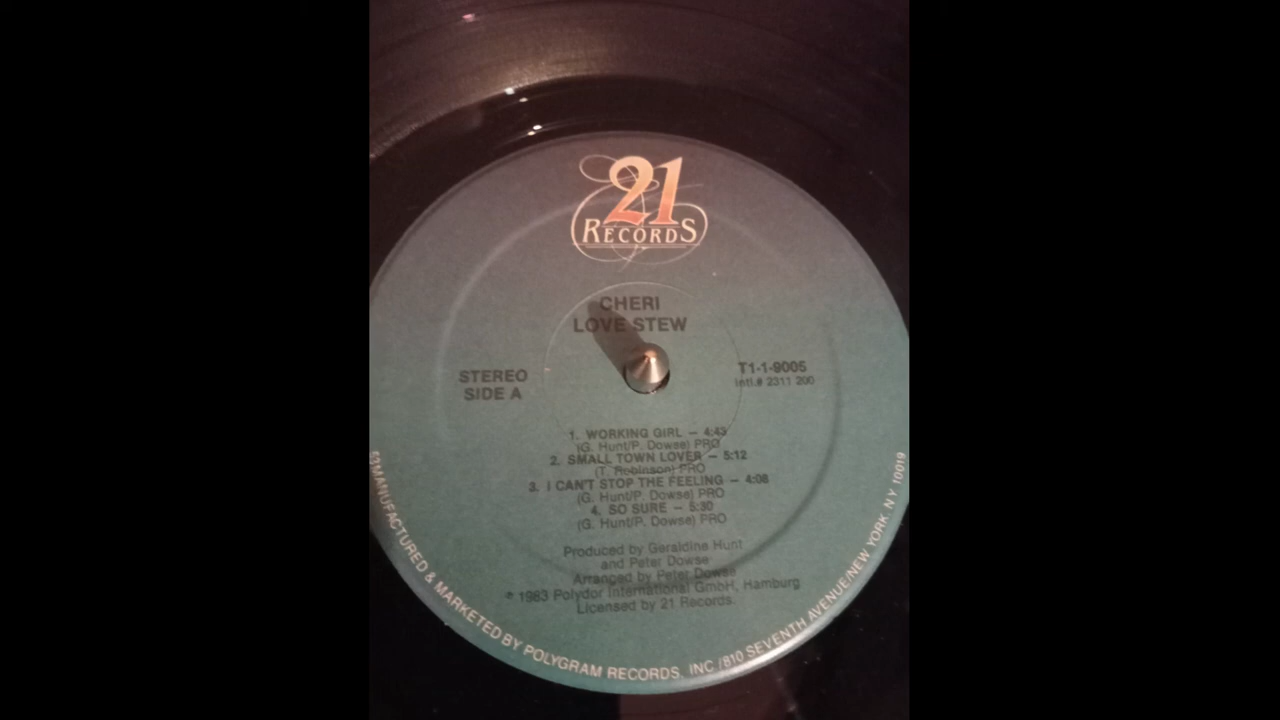 21
RECORDS
CHERI
LOVE STEW
STEREO
SIDE A
T1-1-9005
Intl.# 2311 200
1. WORKING GIRL — 4:43
(G. Hunt/P. Dowse) PRO
2. SMALL TOWN LOVER — 5:12
(T. Robinson) PRO
3. I CAN'T STOP THE FEELING — 4:08
(G. Hunt/P. Dowse) PRO
4. SO SURE — 5:30
(G. Hunt/P. Dowse) PRO
Produced by Geraldine Hunt
and Peter Dowse
Arranged by Peter Dowse
℗ 1983 Polydor International GmbH, Hamburg
Licensed by 21 Records.
MANUFACTURED & MARKETED BY POLYGRAM RECORDS, INC./810 SEVENTH AVENUE/NEW YORK, N.Y. 10019